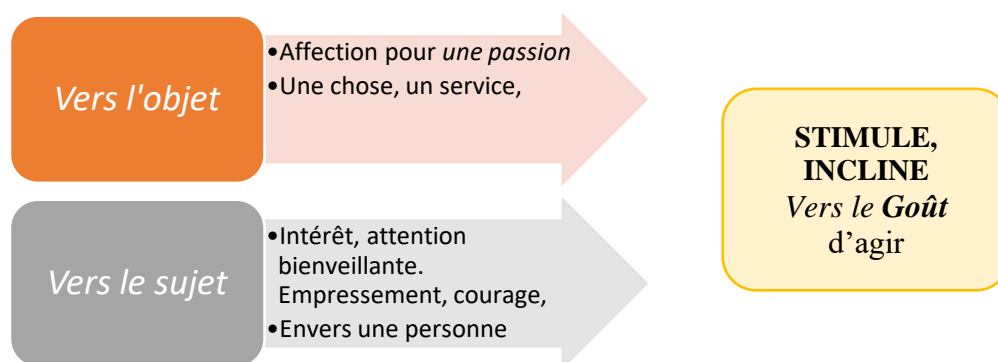 Vers l'objet
•Affection pour une passion
•Une chose, un service,
Vers le sujet
•Intérêt, attention
bienveillante.
Empressement, courage,
•Envers une personne
STIMULE,
INCLINE
Vers le Goût
d’agir